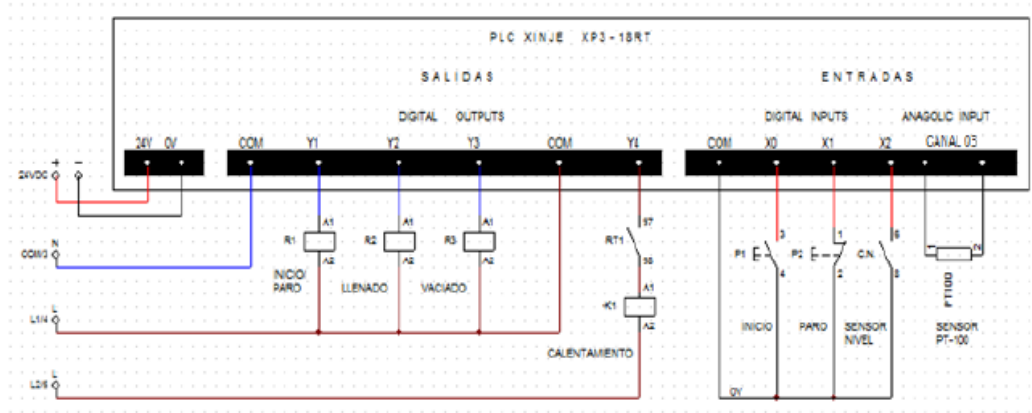 PLC XINJE XP3-18RT
SALIDAS
ENTRADAS
DIGITAL OUTPUTS
DIGITAL INPUTS
ANAGOLIC INPUT
24V 0V
COM Y1 Y2 Y3 COM Y4
COM X0 X1 X2 CANAL 03
+ -
24VDC
N
COM/3
L
L1/4
L
L2/5
A1 A1 A1 97
R1 R2 R3 RT1
A2 A2 A2 98
INICIO/
PARO
LLENADO
VACIADO
A1
-K1
A2
CALENTAMIENTO
3 1 6
P1 P2 C.N.
4 2 8
1 2
PT100
INICIO
PARO
SENSOR
NIVEL
SENSOR
PT-100